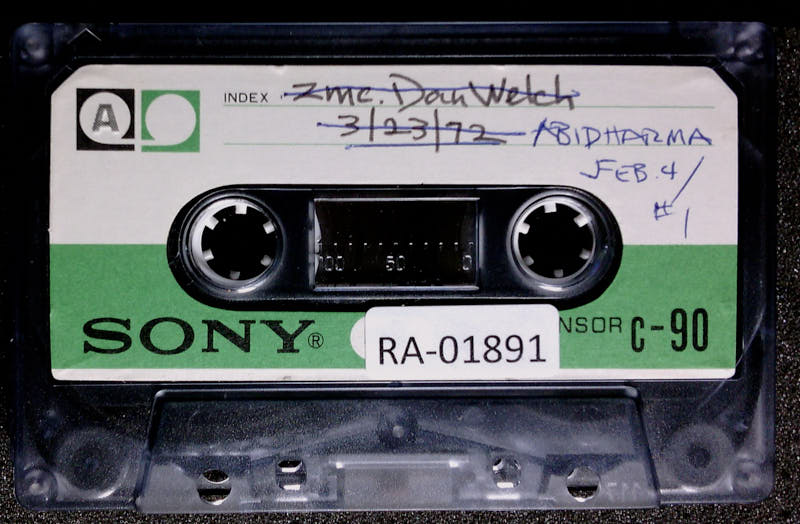 A
INDEX ZMC. Dan Welch
3/23/72 ABIDHARMA
FEB. 4/
#1
100 50 0
SONY® NSOR C-90
RA-01891